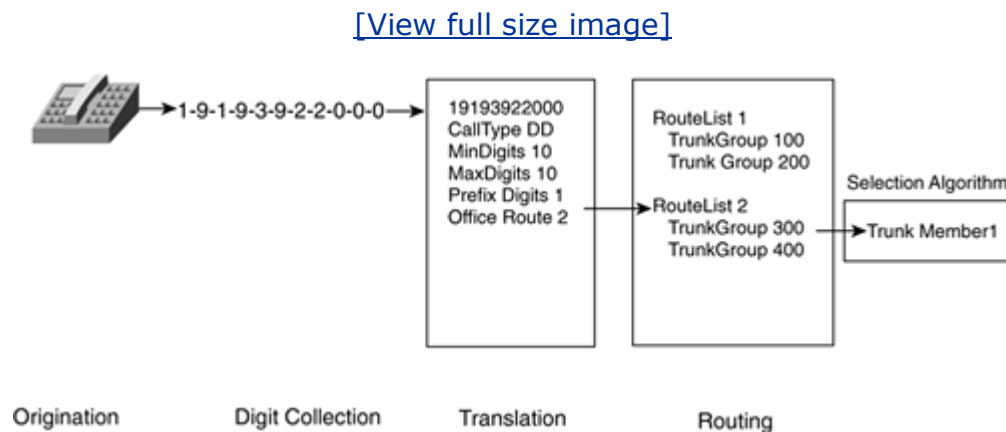 [View full size image]
1-9-1-9-3-9-2-2-0-0-0
19193922000
CallType DD
MinDigits 10
MaxDigits 10
Prefix Digits 1
Office Route 2
RouteList 1
TrunkGroup 100
Trunk Group 200
RouteList 2
TrunkGroup 300
TrunkGroup 400
Selection Algorithm
Trunk Member1
Origination
Digit Collection
Translation
Routing